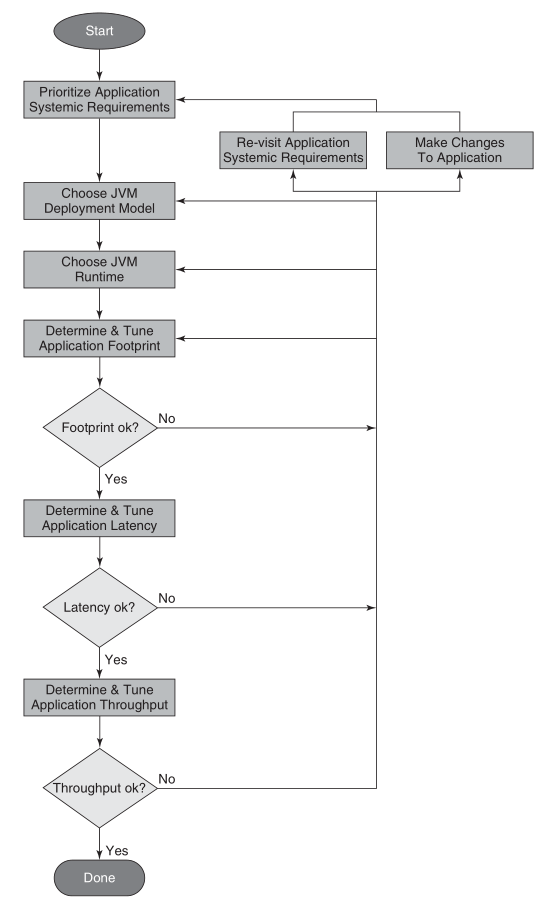 Start
Prioritize Application
Systemic Requirements
Re-visit Application
Systemic Requirements
Make Changes
To Application
Choose JVM
Deployment Model
Choose JVM
Runtime
Determine & Tune
Application Footprint
Footprint ok?
No
Yes
Determine & Tune
Application Latency
Latency ok?
No
Yes
Determine & Tune
Application Throughput
Throughput ok?
No
Yes
Done